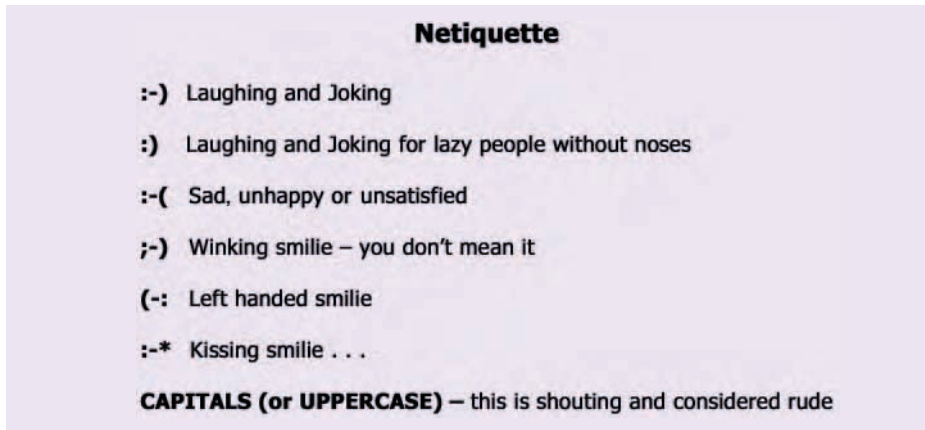 Netiquette
:-) Laughing and Joking
:) Laughing and Joking for lazy people without noses
:-( Sad, unhappy or unsatisfied
;-) Winking smilie – you don't mean it
(-: Left handed smilie
:-* Kissing smilie . . .
CAPITALS (or UPPERCASE) – this is shouting and considered rude